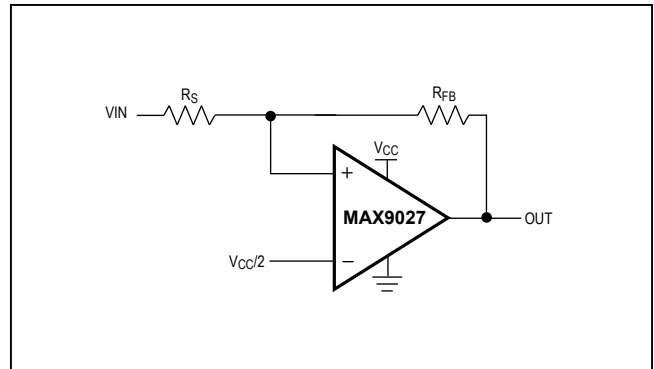 RS
RFB
VIN
VCC
+
MAX9027
OUT
VCC/2
−